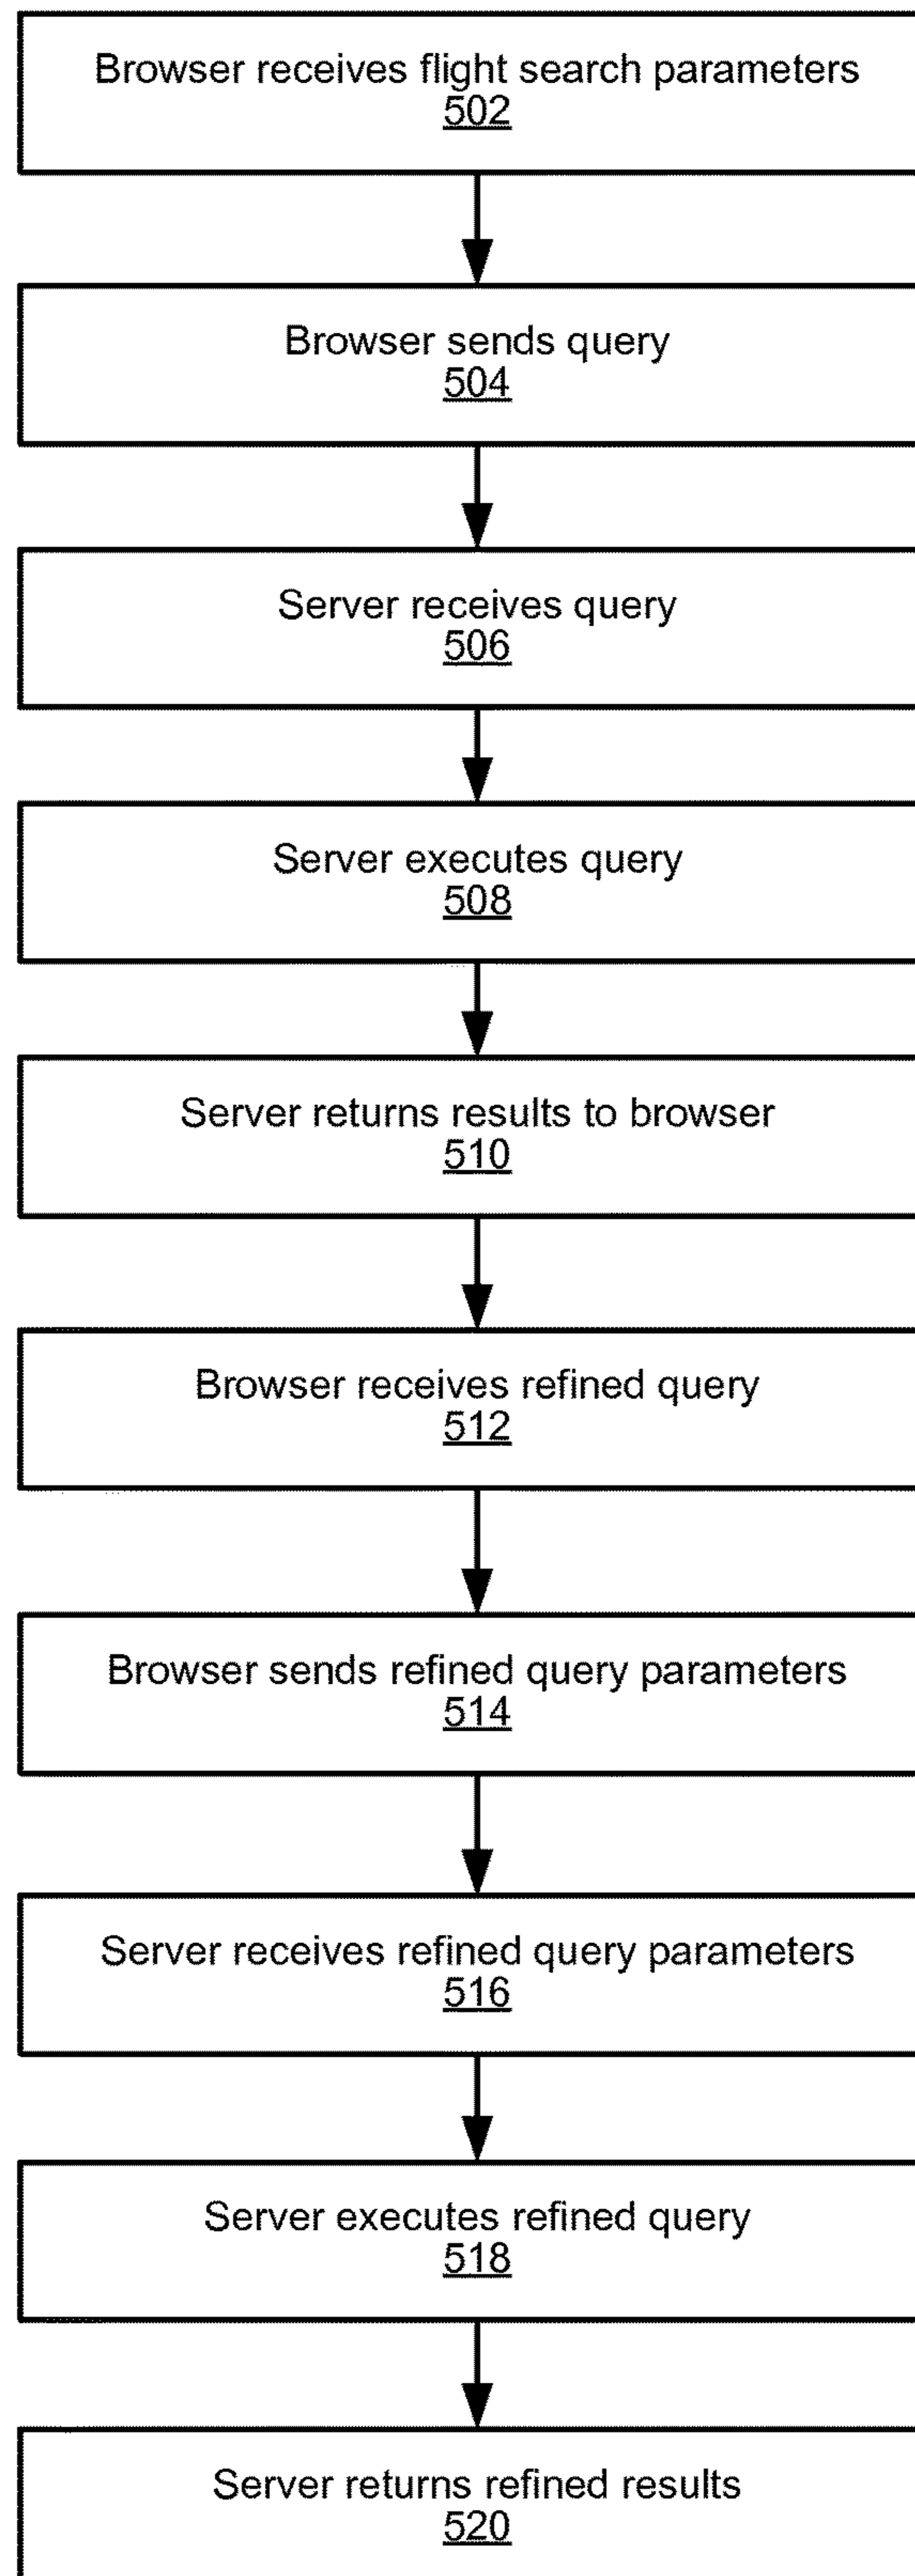 Browser receives flight search parameters
502
Browser sends query
504
Server receives query
506
Server executes query
508
Server returns results to browser
510
Browser receives refined query
512
Browser sends refined query parameters
514
Server receives refined query parameters
516
Server executes refined query
518
Server returns refined results
520